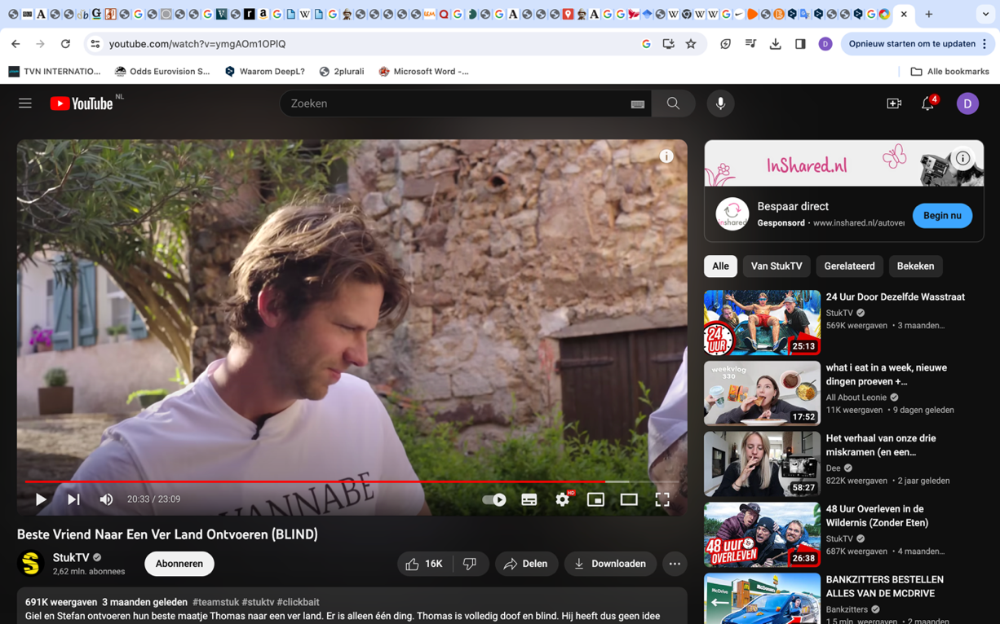 youtube.com/watch?v=ymgAOm1OPlQ
Opnieuw starten om te updaten
TVN INTERNATIO...
Odds Eurovision S...
Waarom DeepL?
2plurali
Microsoft Word -...
Alle bookmarks
YouTube NL
Zoeken
4
D
InShared.nl
Bespaar direct
Gesponsord • www.inshared.nl/autover
Begin nu
Alle
Van StukTV
Gerelateerd
Bekeken
24 Uur Door Dezelfde Wasstraat
StukTV
569K weergaven • 3 maanden...
24 UUR
25:13
weekvlog 330
what i eat in a week, nieuwe
dingen proeven +...
All About Leonie
11K weergaven • 9 dagen geleden
17:52
Het verhaal van onze drie
miskramen (en een...
Dee
822K weergaven • 2 jaar geleden
58:27
48 Uur Overleven in de
Wildernis (Zonder Eten)
StukTV
687K weergaven • 4 maanden...
48 UUR
OVERLEVEN
26:38
BANKZITTERS BESTELLEN
ALLES VAN DE MCDRIVE
Bankzitters
1,5 mln. weergaven • 2 maanden
McDrive
McDonald's
ANNABE
20:33 / 23:09
HD
Beste Vriend Naar Een Ver Land Ontvoeren (BLIND)
StukTV
2,62 mln. abonnees
Abonneren
16K
Delen
Downloaden
691K weergaven 3 maanden geleden #teamstuk #stuktv #clickbait
Giel en Stefan ontvoeren hun beste matje Thomas naar een ver land. Er is alleen één ding. Thomas is volledig doof en blind. Hij heeft dus geen idee